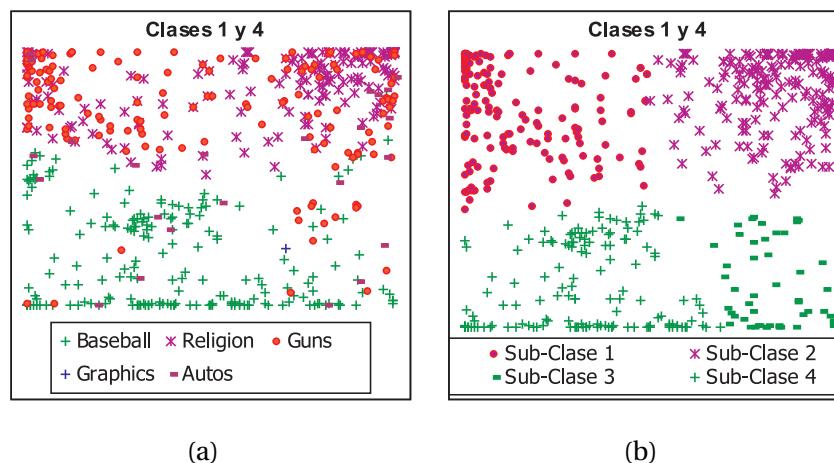 Clases 1 y 4
Baseball Religion Guns
Graphics Autos
(a)
Clases 1 y 4
Sub-Clase 1 Sub-Clase 2
Sub-Clase 3 Sub-Clase 4
(b)